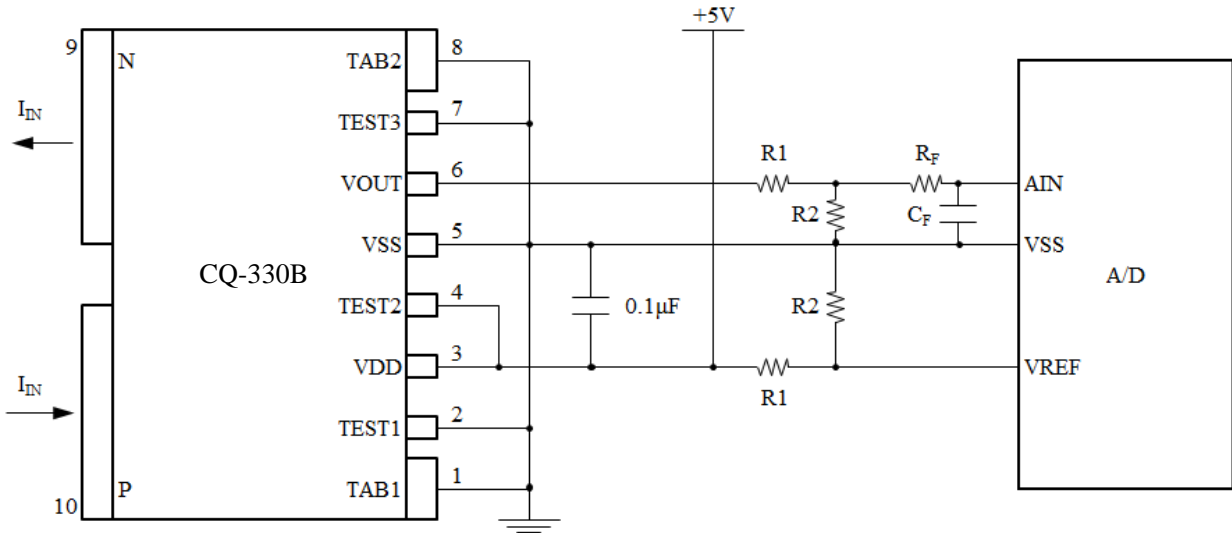 +5V
9
N
TAB2
8
I_IN
TEST3
7
VOUT
6
R1
R_F
AIN
R2
C_F
VSS
5
VSS
CQ-330B
A/D
TEST2
4
0.1μF
R2
VDD
3
VREF
R1
I_IN
TEST1
2
TAB1
1
10
P